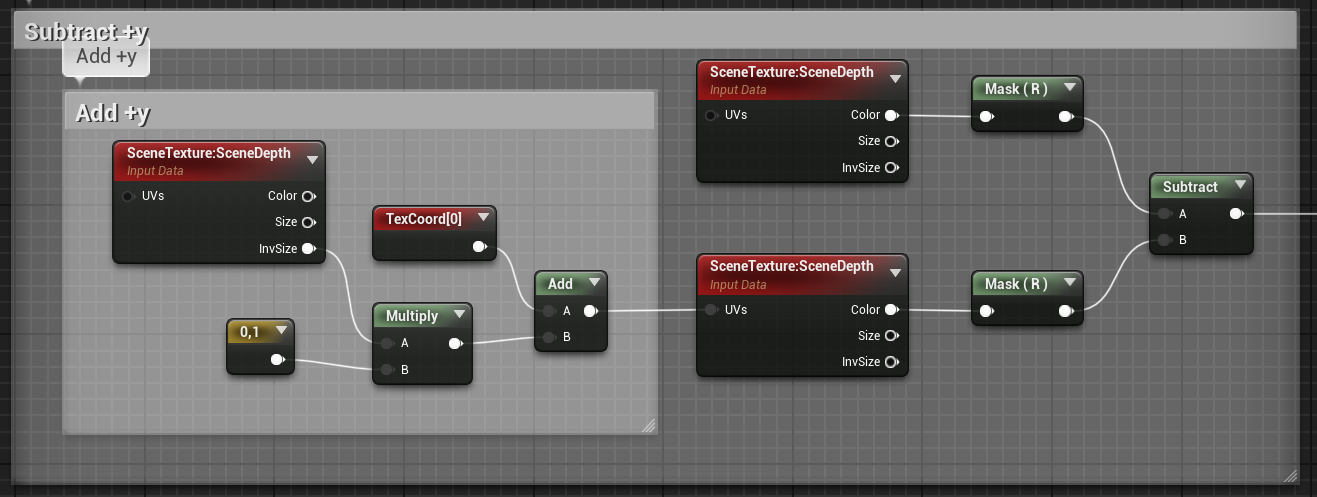 Subtract +y
Add +y
Add +y
SceneTexture:SceneDepth
Input Data
UVs
Color
Size
InvSize
TexCoord[0]
0,1
Multiply
A
B
Add
A
B
SceneTexture:SceneDepth
Input Data
UVs
Color
Size
InvSize
Mask ( R )
SceneTexture:SceneDepth
Input Data
UVs
Color
Size
InvSize
Mask ( R )
Subtract
A
B